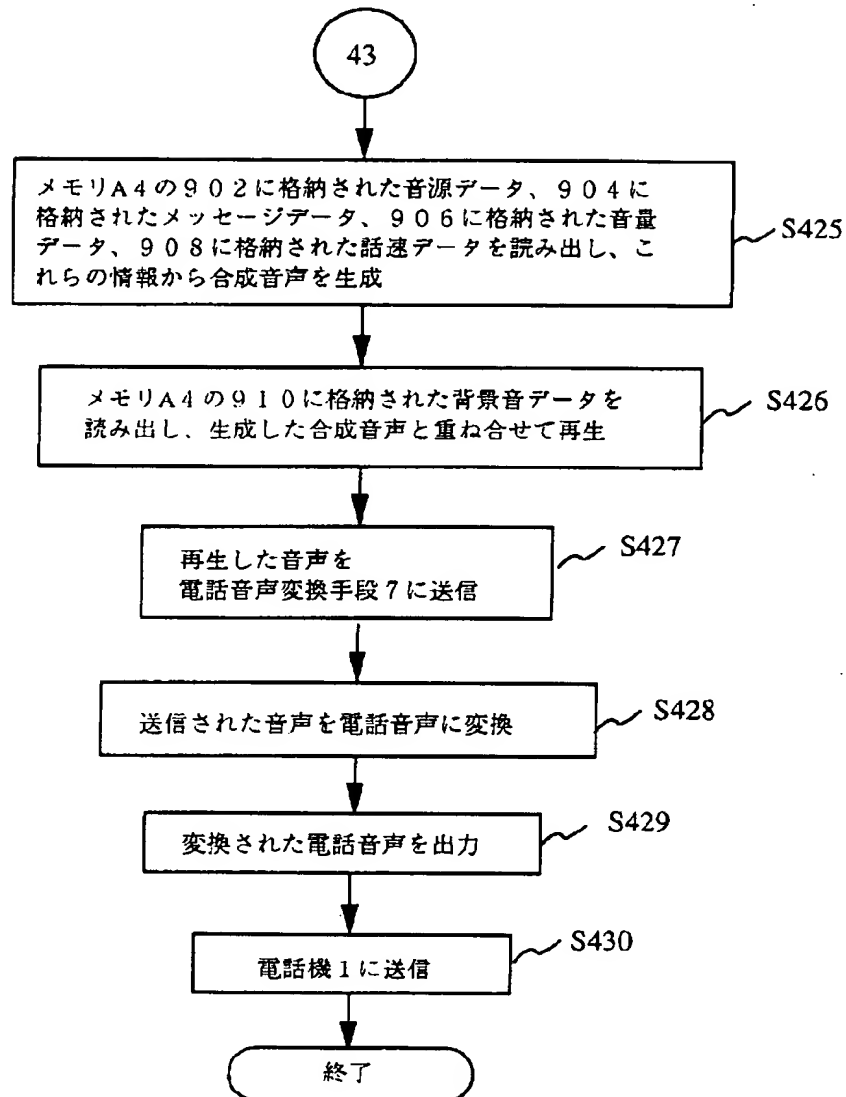 43
メモリA4の902に格納された音源データ、904に
格納されたメッセージデータ、906に格納された音量
データ、908に格納された話速データを読み出し、こ
れらの情報から合成音声を生成
S425
メモリA4の910に格納された背景音データを
読み出し、生成した合成音声と重ね合せて再生
S426
再生した音声を
電話音声変換手段7に送信
S427
送信された音声を電話音声に変換
S428
変換された電話音声を出力
S429
電話機1に送信
S430
終了